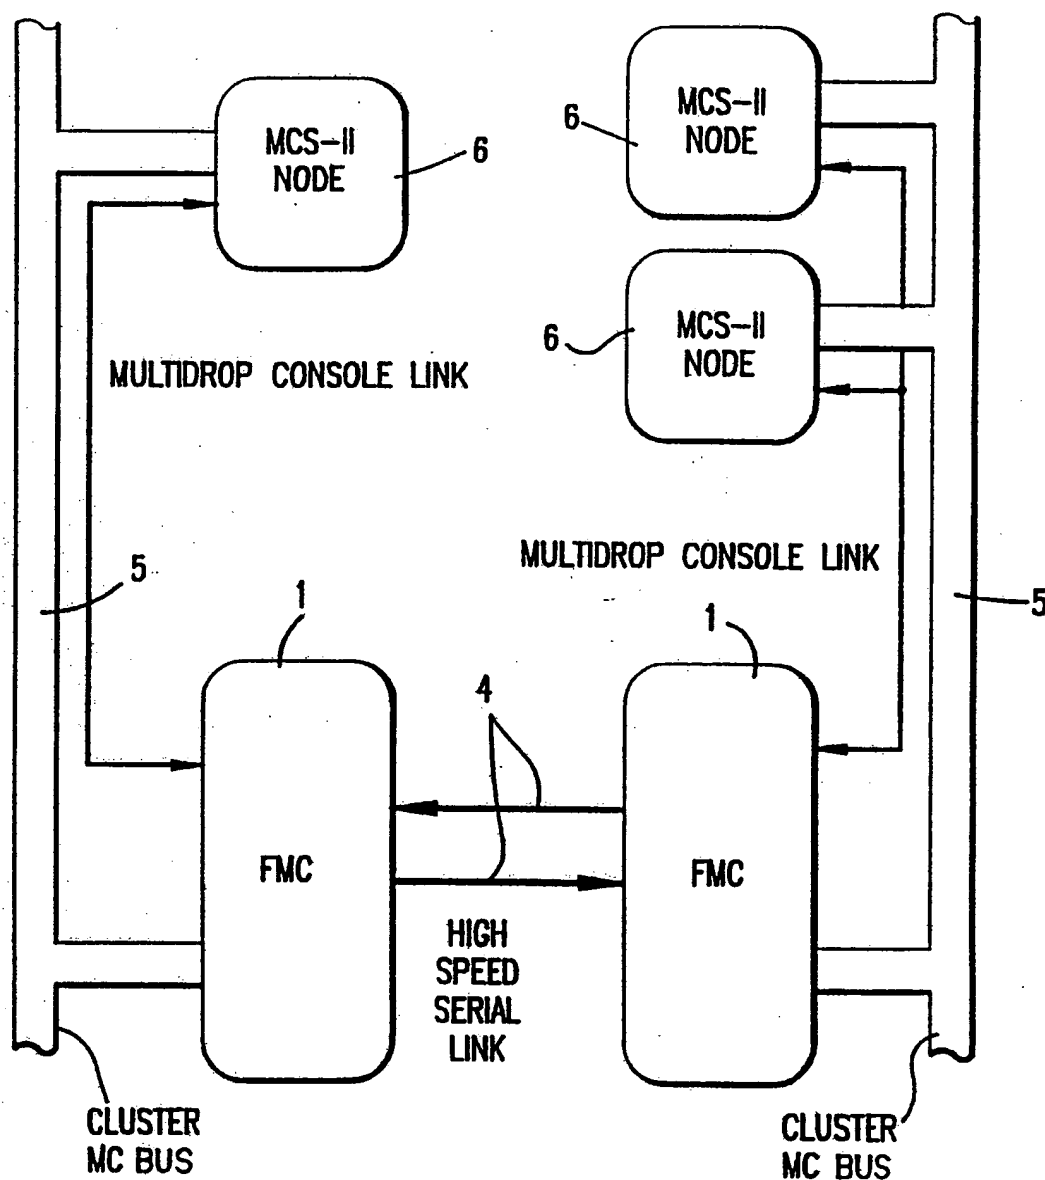 MCS-II
NODE
6
MCS-II
NODE
6
MCS-II
NODE
6
MULTIDROP CONSOLE LINK
MULTIDROP CONSOLE LINK
5
5
1
1
4
FMC
FMC
HIGH
SPEED
SERIAL
LINK
CLUSTER
MC BUS
CLUSTER
MC BUS